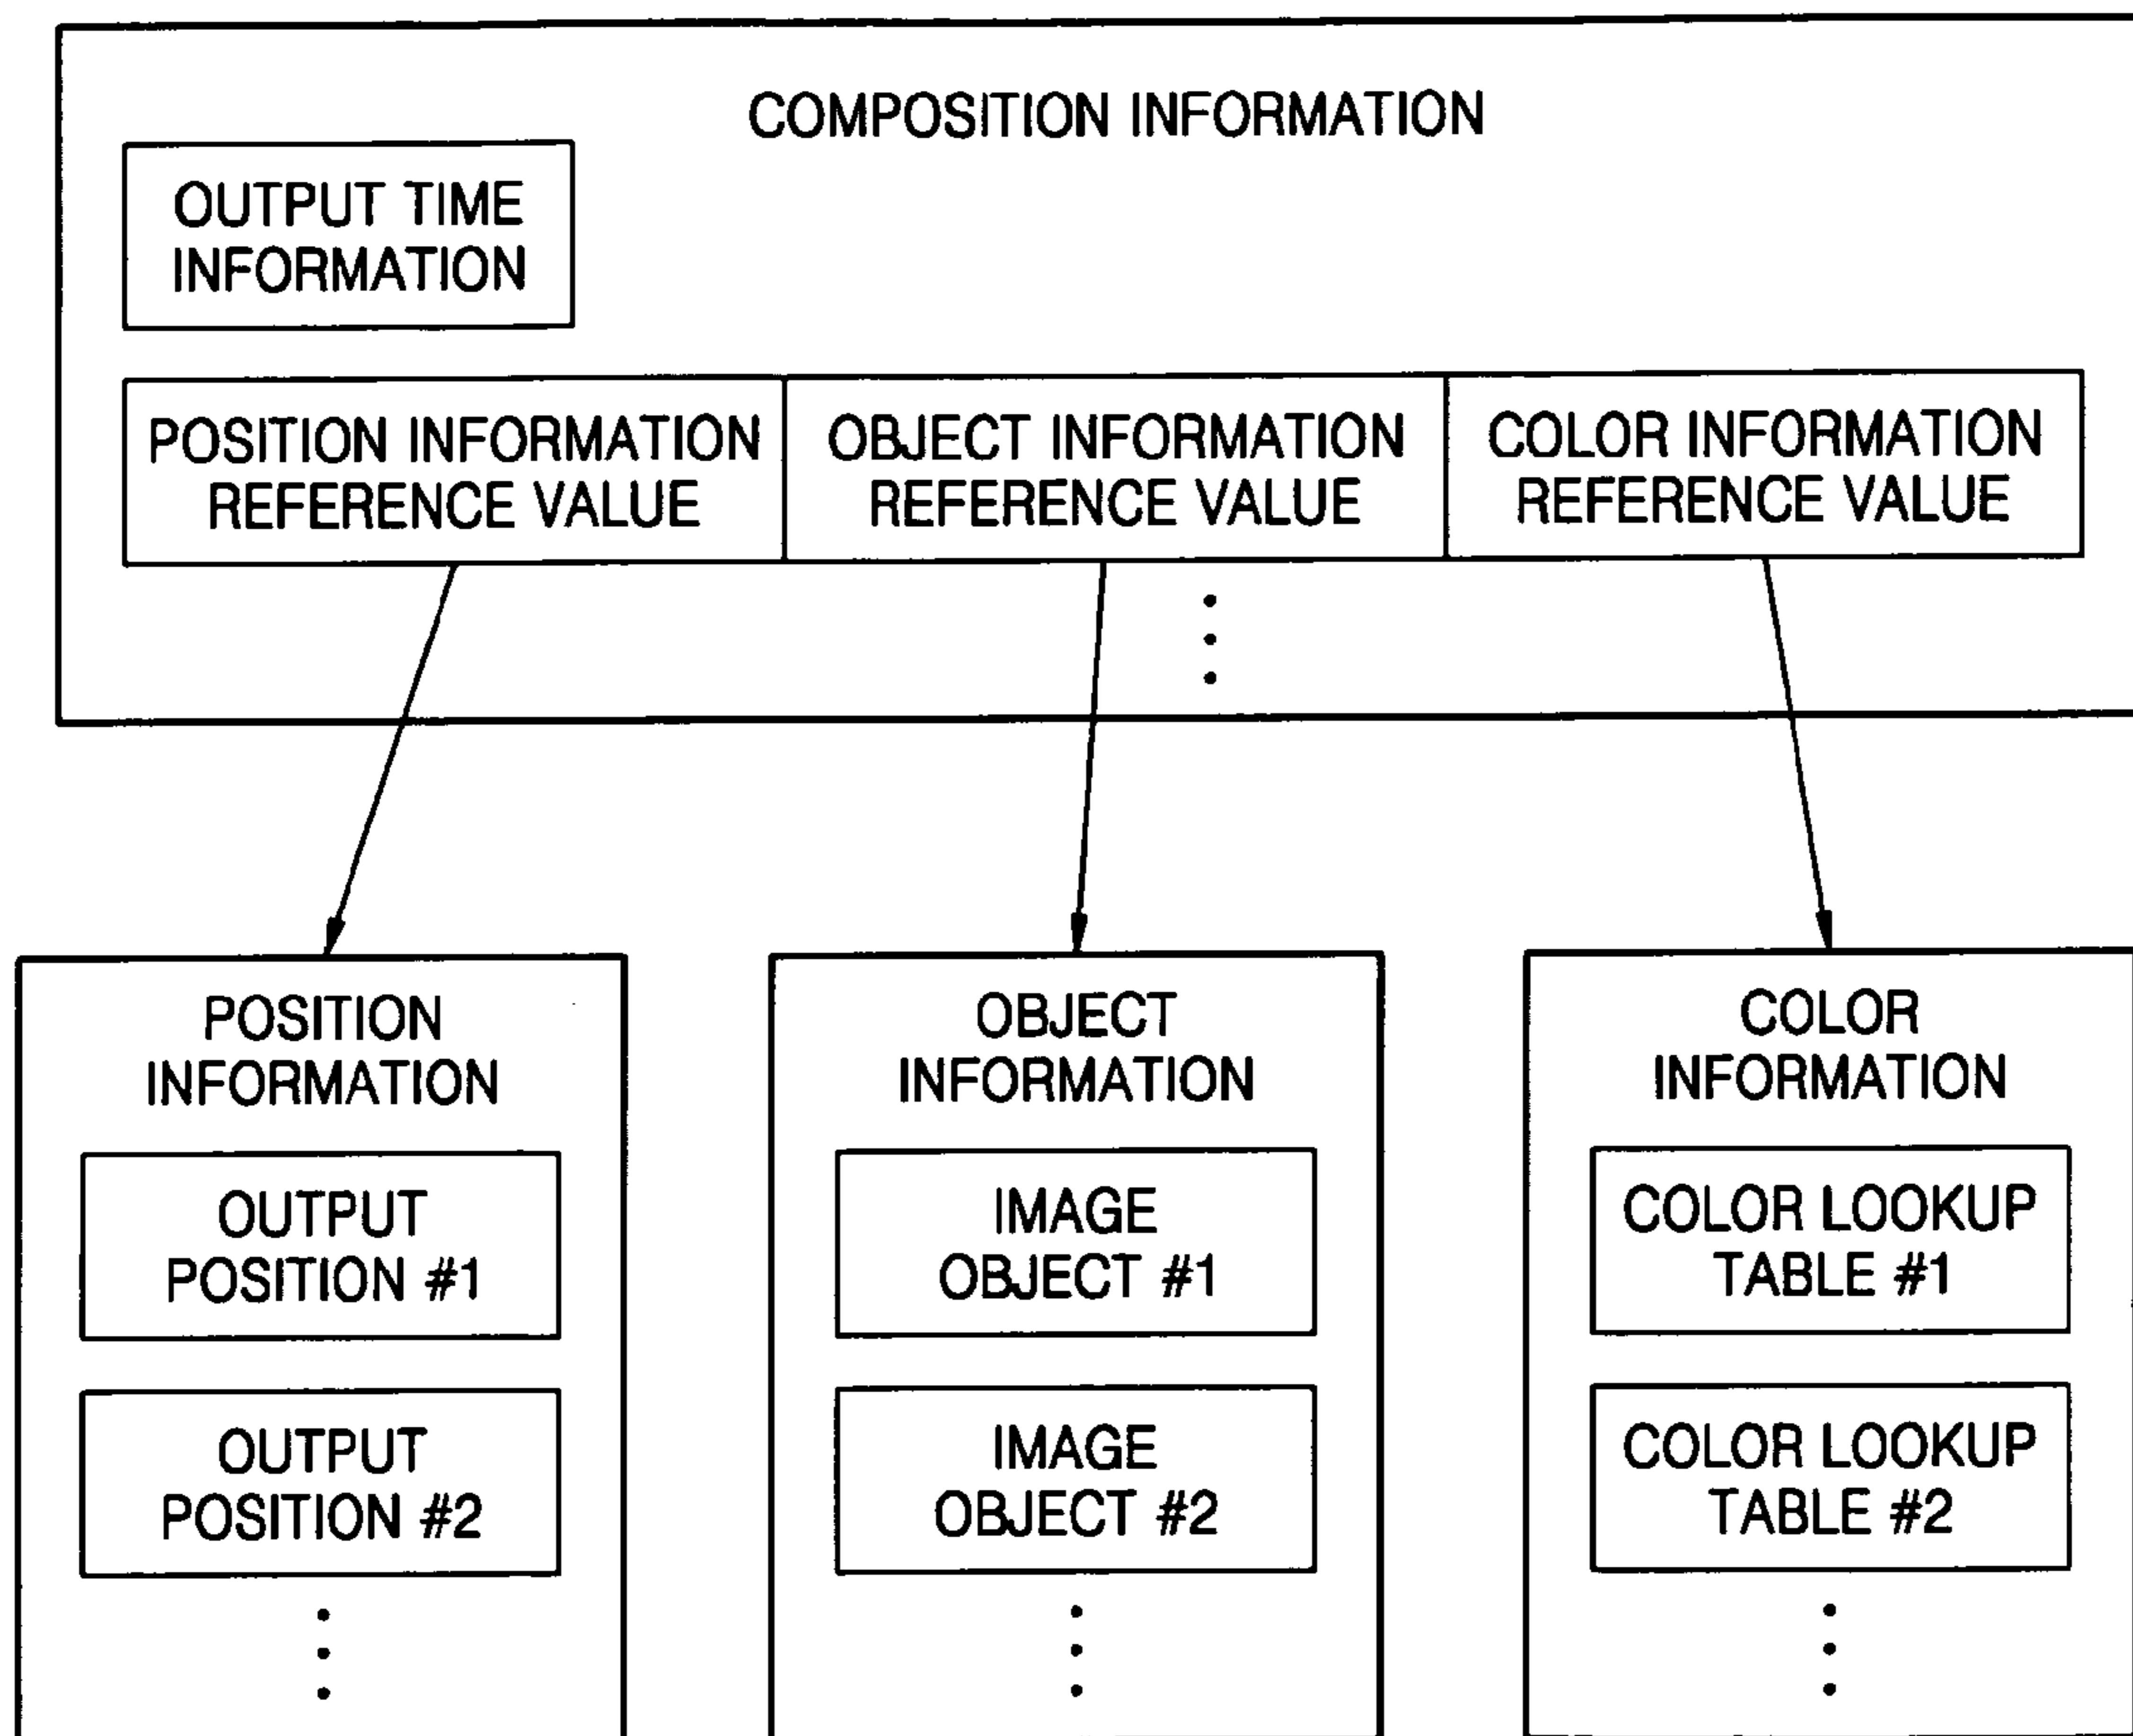 COMPOSITION INFORMATION
OUTPUT TIME
INFORMATION
POSITION INFORMATION
REFERENCE VALUE
OBJECT INFORMATION
REFERENCE VALUE
COLOR INFORMATION
REFERENCE VALUE
POSITION
INFORMATION
OUTPUT
POSITION #1
OUTPUT
POSITION #2
OBJECT
INFORMATION
IMAGE
OBJECT #1
IMAGE
OBJECT #2
COLOR
INFORMATION
COLOR LOOKUP
TABLE #1
COLOR LOOKUP
TABLE #2